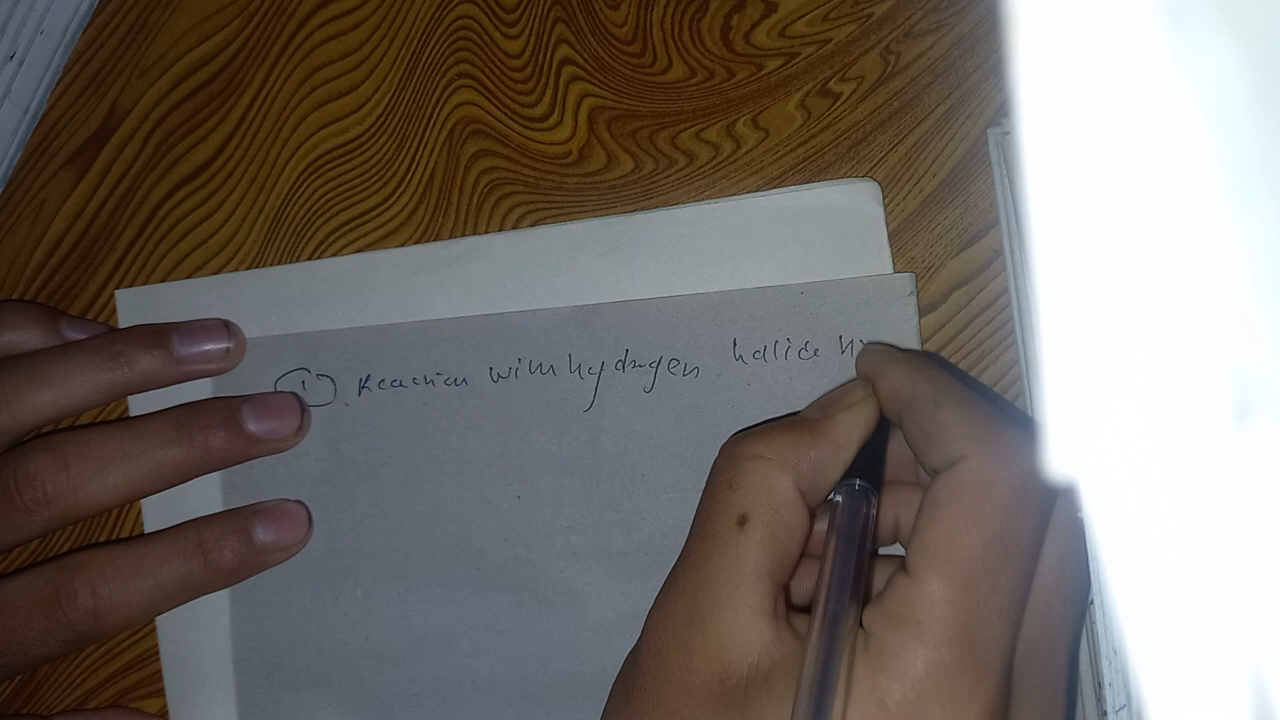 ① Reaction with hydrogen halide H